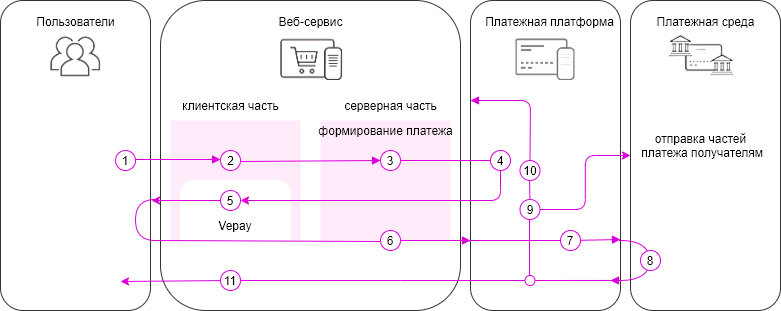 Пользователи
Веб-сервис
Платежная платформа
Платежная среда
клиентская часть
серверная часть
формирование платежа
отправка частей
платежа получателям
1
2
3
4
10
5
9
Vepay
6
7
8
11